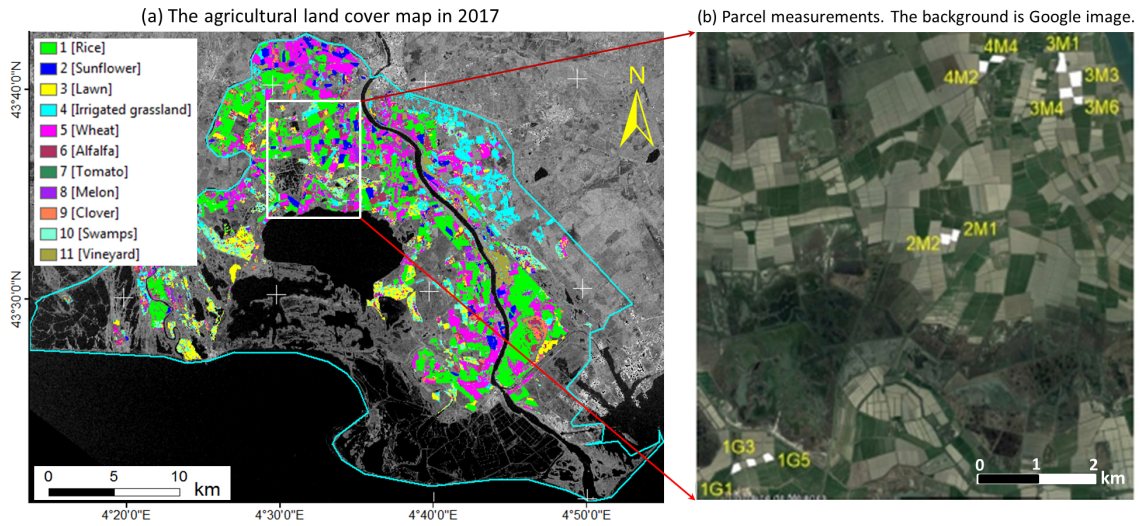 (a) The agricultural land cover map in 2017
1 [Rice]
2 [Sunflower]
3 [Lawn]
4 [Irrigated grassland]
5 [Wheat]
6 [Alfalfa]
7 [Tomato]
8 [Melon]
9 [Clover]
10 [Swamps]
11 [Vineyard]
N
43°40'0"N
43°30'0"N
0 5 10
km
4°20'0"E 4°30'0"E 4°40'0"E 4°50'0"E
(b) Parcel measurements. The background is Google image.
4M4 3M1
4M2 3M3
3M4 3M6
2M2 2M1
1G3 1G5
1G1
0 1 2
km